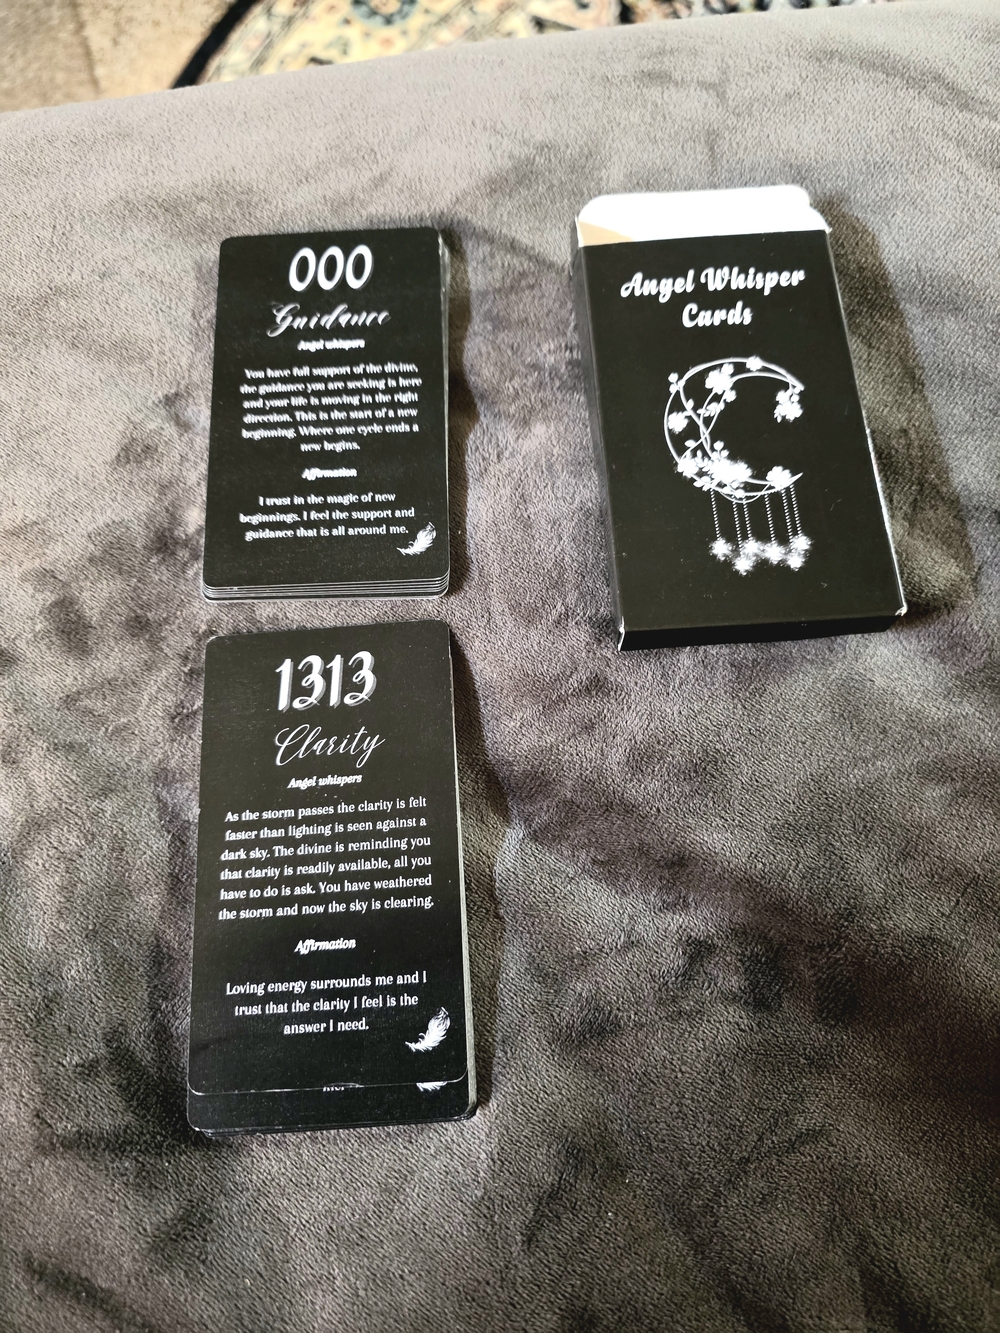 000
Guidance
Angel whispers
You have full support of the divine,
the guidance you are seeking is here
and your life is moving in the right
direction. This is the start of a new
beginning. Where one cycle ends a
new begins.
Affirmation
I trust in the magic of new
beginnings. I feel the support and
guidance that is all around me.
Angel Whisper
Cards
1313
Clarity
Angel whispers
As the storm passes the clarity is felt
faster than lighting is seen against a
dark sky. The divine is reminding you
that clarity is readily available, all you
have to do is ask. You have weathered
the storm and now the sky is clearing.
Affirmation
Loving energy surrounds me and I
trust that the clarity I feel is the
answer I need.